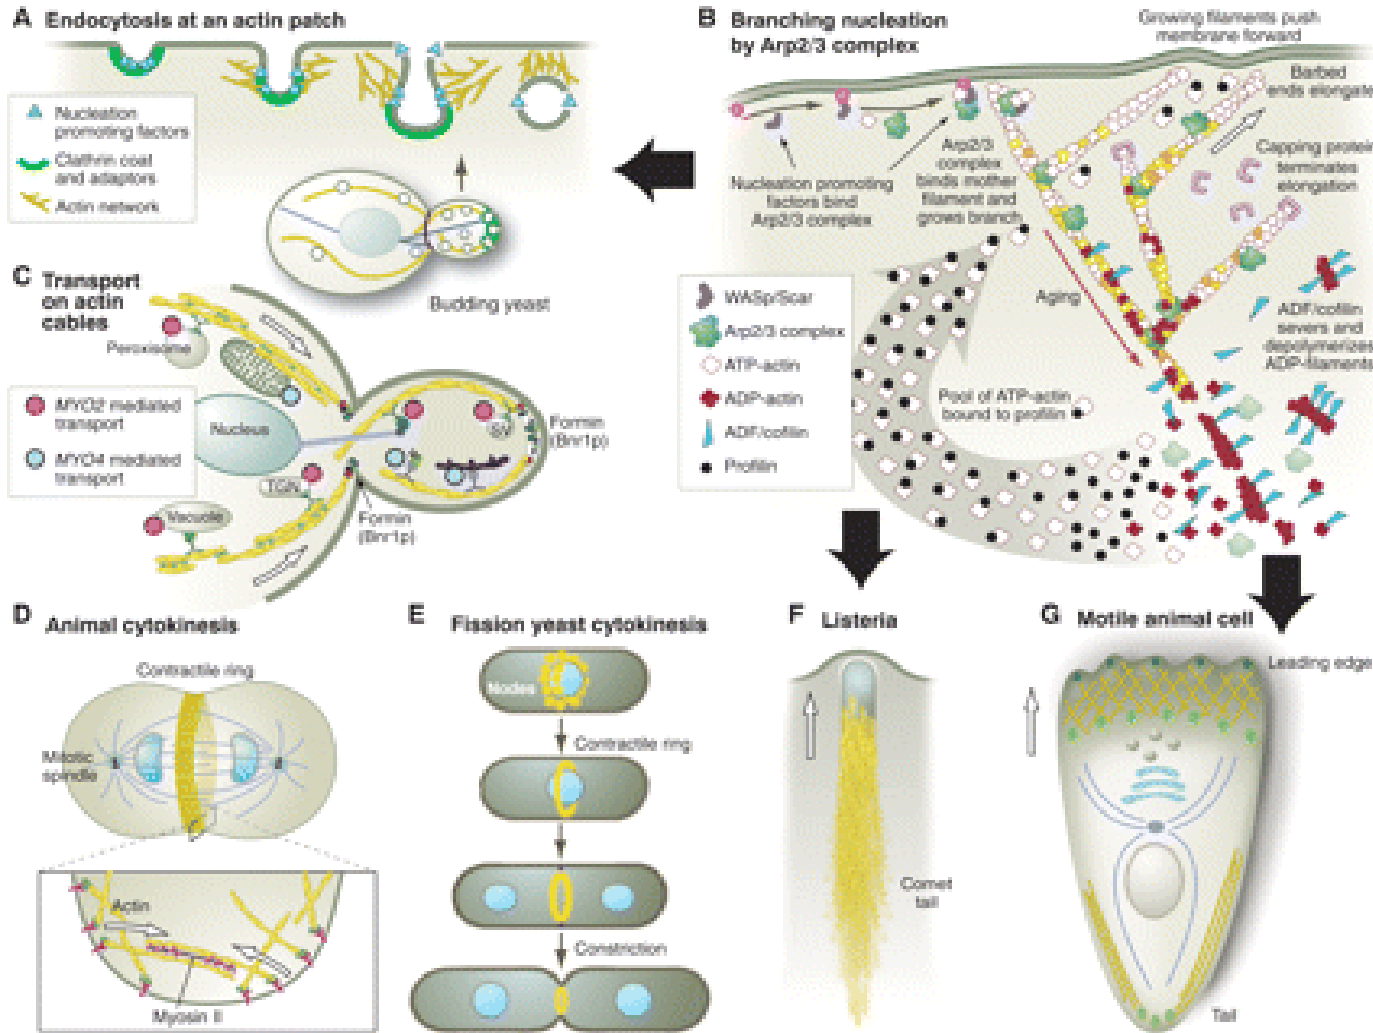 A Endocytosis at an actin patch
Nucleation
promoting factors
Clathrin coat
and adaptors
Actin network
Budding yeast
B Branching nucleation
by Arp2/3 complex
Growing filaments push
membrane forward
Barbed
ends elongate
Nucleation promoting
factors bind
Arp2/3 complex
Arp2/3
complex
binds mother
filament and
grows branch
Capping protein
terminates
elongation
Aging
ADF/cofilin
severs and
depolymerizes
ADP-filaments
Pool of ATP-actin
bound to profilin
WASp/Scar
Arp2/3 complex
ATP-actin
ADP-actin
ADF/cofilin
Profilin
C Transport
on actin
cables
Peroxisome
MYO2 mediated
transport
MYO4 mediated
transport
Nucleus
TGN
Vacuole
SV
Formin
(Bnr1p)
Formin
(Bnr1p)
D Animal cytokinesis
Contractile ring
Mitotic
spindle
Actin
Myosin II
E Fission yeast cytokinesis
Nodes
Contractile ring
Constriction
F Listeria
Comet
tail
G Motile animal cell
Leading edge
Tail